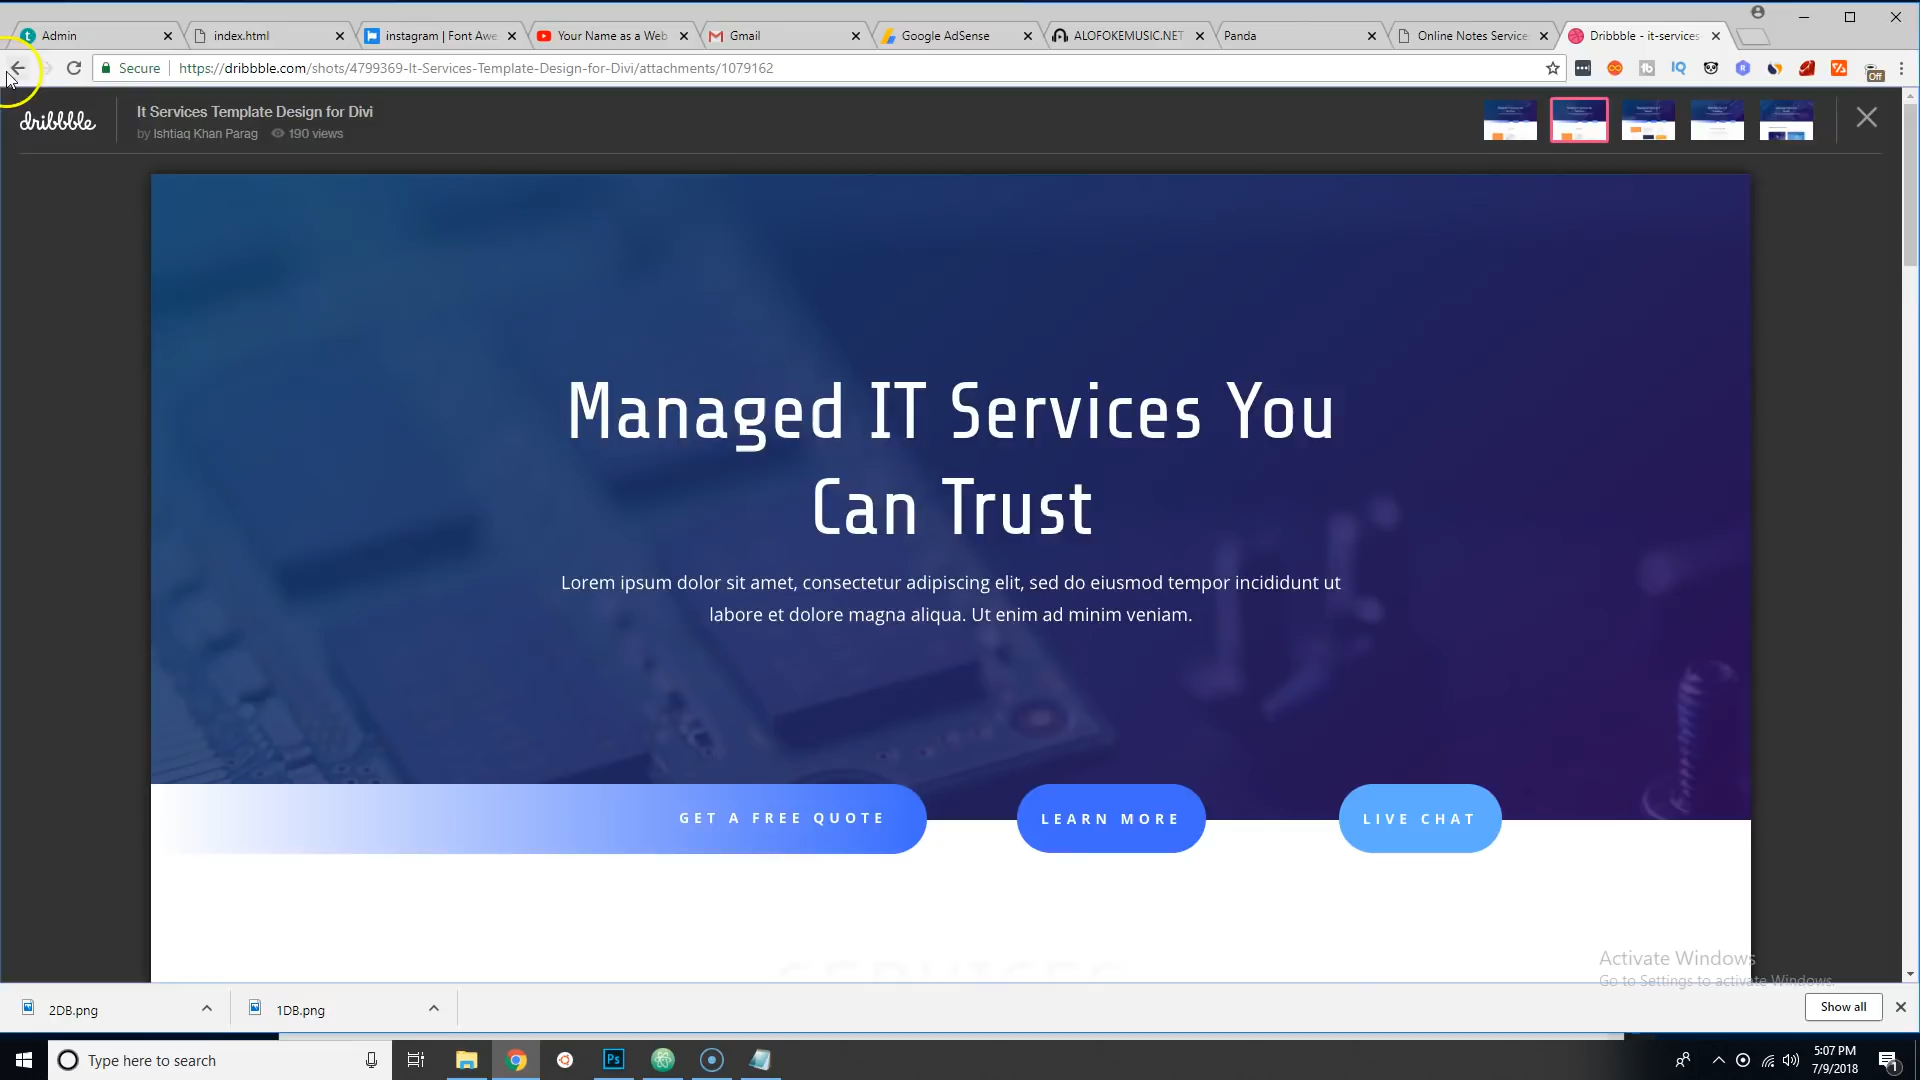 Admin
index.html
instagram | Font Awe
Your Name as a Web
Gmail
Google AdSense
ALOFOKEMUSIC.NET
Panda
Online Notes Service
Dribbble - it-services-
Secure
https://dribbble.com/shots/4799369-It-Services-Template-Design-for-Divi/attachments/1079162
Off
dribbble
It Services Template Design for Divi
by Ishtiaq Khan Parag 190 views
Managed IT Services You
Can Trust
Lorem ipsum dolor sit amet, consectetur adipiscing elit, sed do eiusmod tempor incididunt ut
labore et dolore magna aliqua. Ut enim ad minim veniam.
GET A FREE QUOTE
LEARN MORE
LIVE CHAT
SERVICES
Activate Windows
Go to Settings to activate Windows.
2DB.png
1DB.png
Show all
Type here to search
Ps
5:07 PM
7/9/2018
1